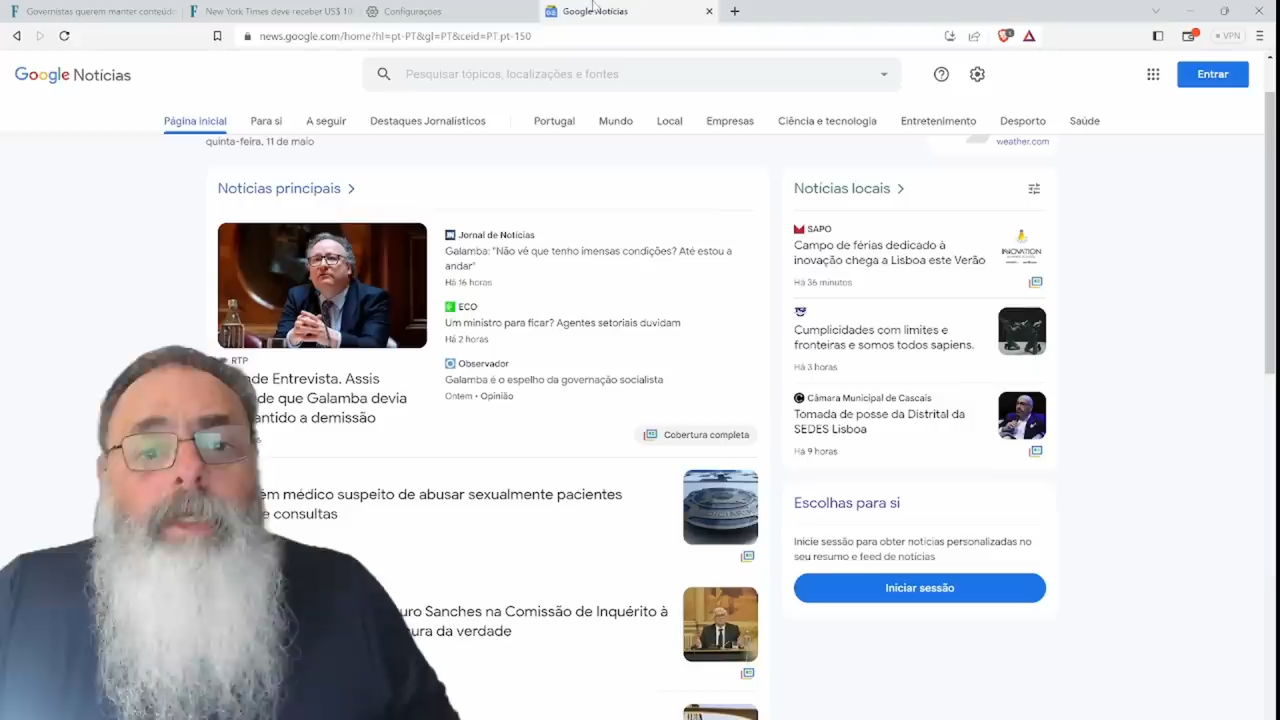 Governistas querem manter conteúdo
New York Times deve receber US$ 10
Configurações
Google Notícias
news.google.com/home?hl=pt-PT&gl=PT&ceid=PT:pt-150
VPN
Google Notícias
Pesquisar tópicos, localizações e fontes
Entrar
Página inicial
Para si
A seguir
Destaques Jornalísticos
Portugal
Mundo
Local
Empresas
Ciência e tecnologia
Entretenimento
Desporto
Saúde
quinta-feira, 11 de maio
weather.com
Notícias principais
Jornal de Notícias
Galamba: "Não vê que tenho imensas condições? Até estou a
andar"
Há 16 horas
ECO
Um ministro para ficar? Agentes setoriais duvidam
Há 2 horas
Observador
Galamba é o espelho da governação socialista
Ontem • Opinião
RTP
de Entrevista. Assis
de que Galamba devia
antido a demissão
Cobertura completa
ém médico suspeito de abusar sexualmente pacientes
e consultas
uro Sanches na Comissão de Inquérito à
ura da verdade
Notícias locais
SAPO
Campo de férias dedicado à
inovação chega a Lisboa este Verão
Há 36 minutos
INOVATION
Cumplicidades com limites e
fronteiras e somos todos sapiens.
Há 3 horas
Câmara Municipal de Cascais
Tomada de posse da Distrital da
SEDES Lisboa
Há 9 horas
Escolhas para si
Inicie sessão para obter notícias personalizadas no
seu resumo e feed de notícias
Iniciar sessão